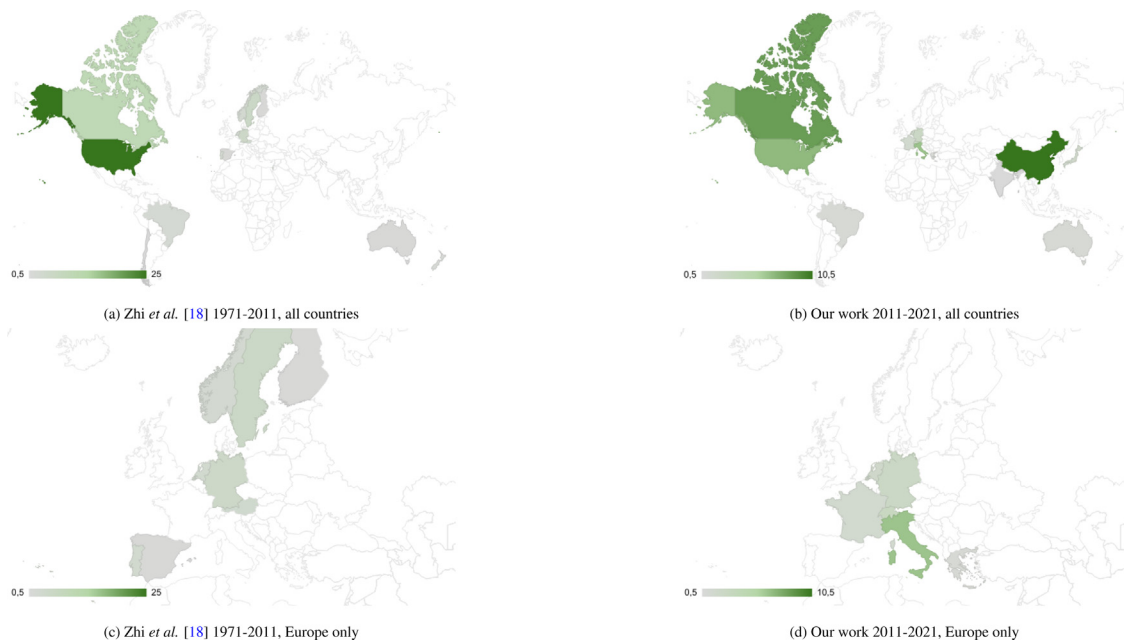 0,5 25
0,5 10,5
(a) Zhi et al. [18] 1971-2011, all countries
(b) Our work 2011-2021, all countries
0,5 25
0,5 10,5
(c) Zhi et al. [18] 1971-2011, Europe only
(d) Our work 2011-2021, Europe only